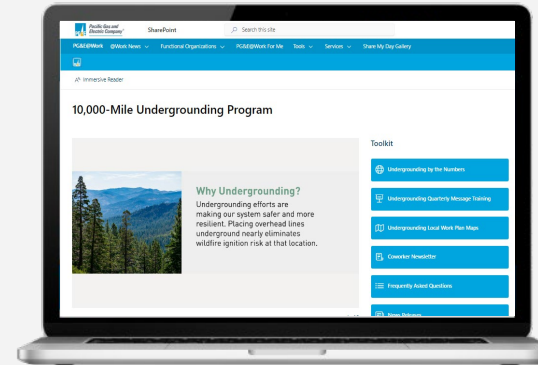 Pacific Gas and
Electric Company®
SharePoint
Search this site
PG&E@Work
@Work News
Functional Organizations
PG&E@Work For Me
Tools
Services
Share My Day Gallery
Immersive Reader
10,000-Mile Undergrounding Program
Why Undergrounding?
Undergrounding efforts are
making our system safer and more
resilient. Placing overhead lines
underground nearly eliminates
wildfire ignition risk at that location.
Toolkit
Undergrounding by the Numbers
Undergrounding Quarterly Message Training
Undergrounding Local Work Plan Maps
Coworker Newsletter
Frequently Asked Questions
News Releases